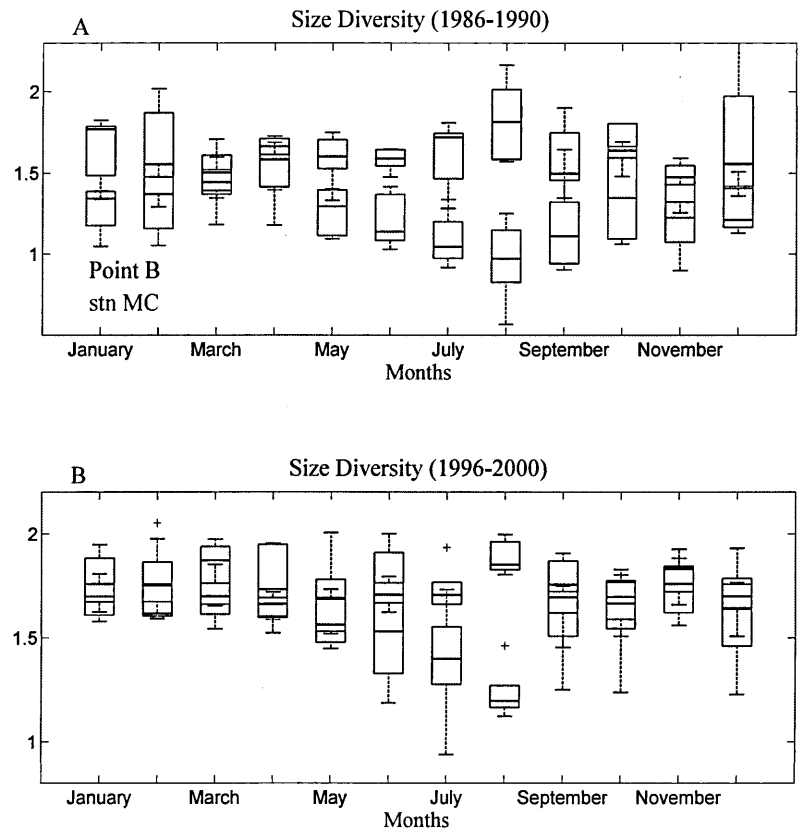 A
Size Diversity (1986-1990)
2
1.5
1
Point B
stn MC
January March May July September November
Months
B
Size Diversity (1996-2000)
2
1.5
1
January March May July September November
Months